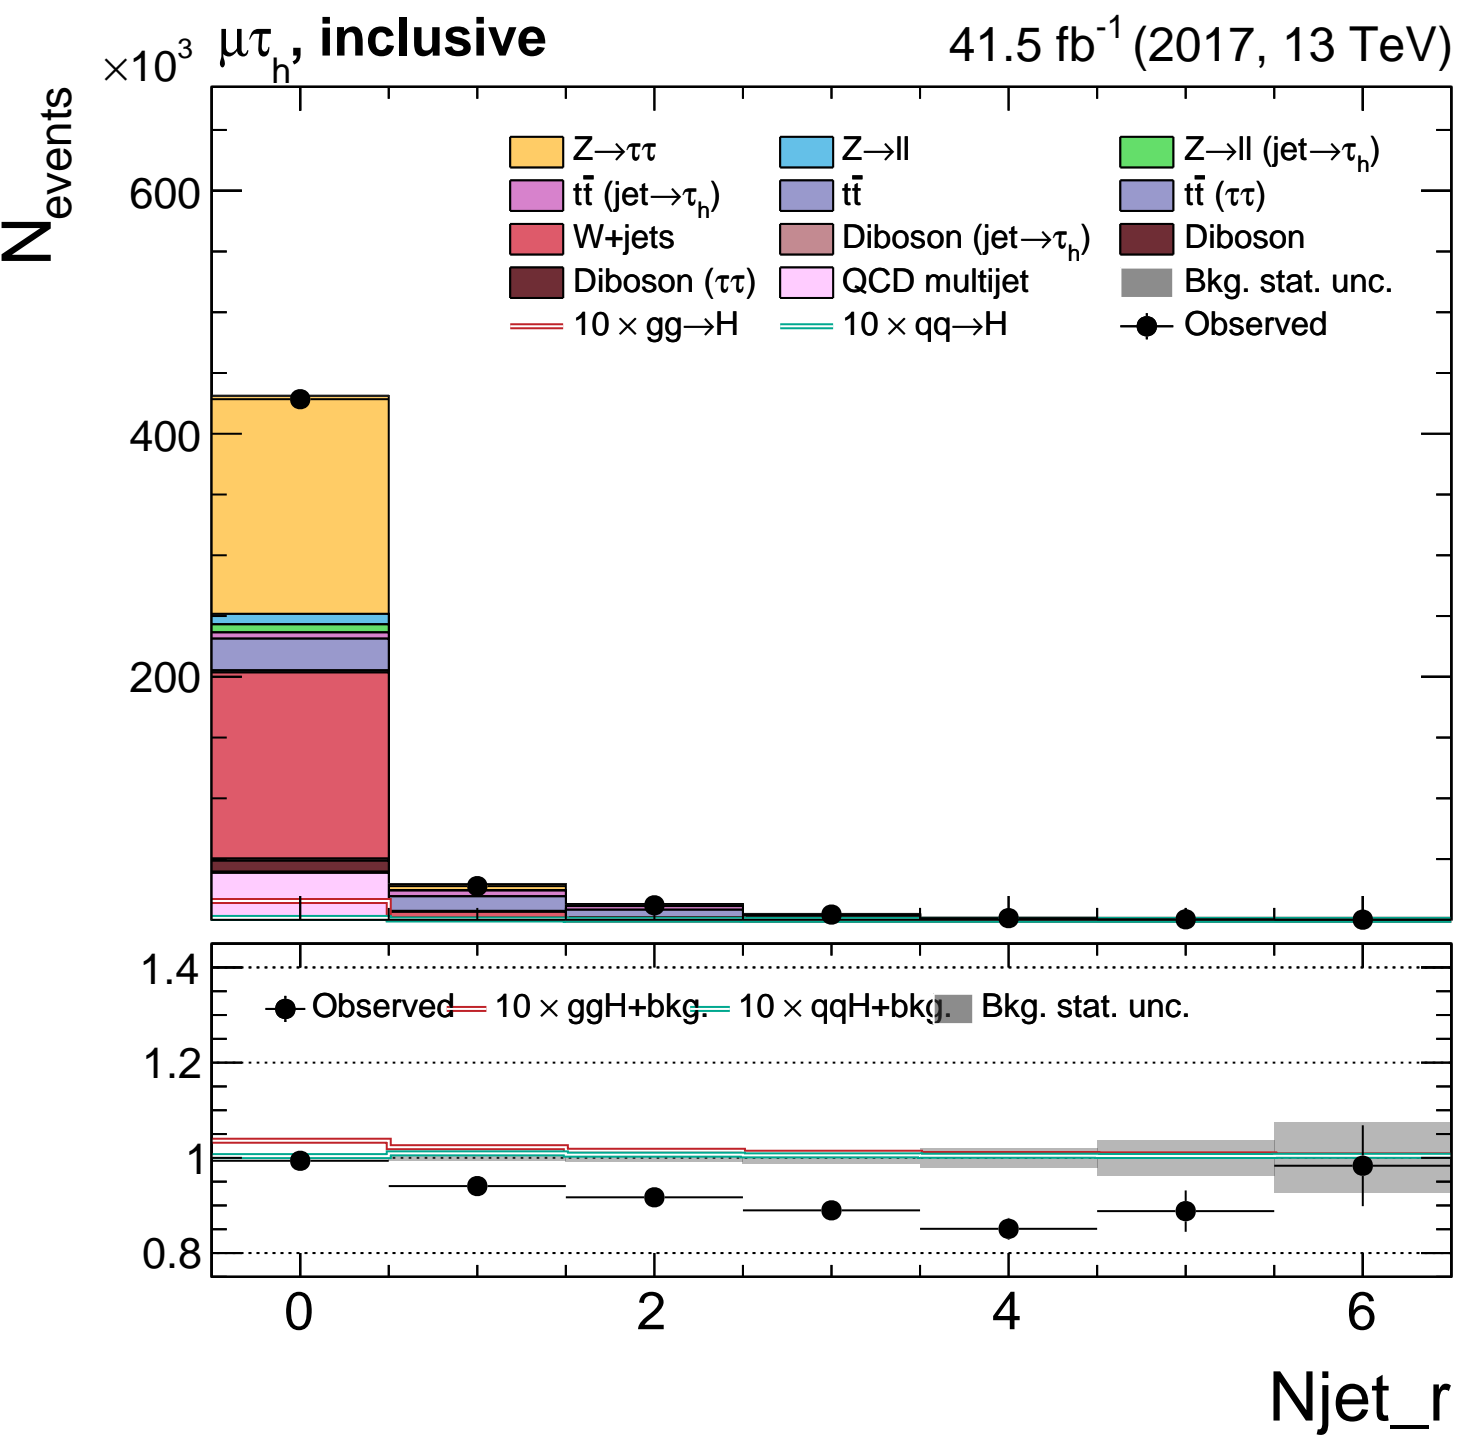 μτh, inclusive 41.5 fb-1 (2017, 13 TeV)
×10³
Nevents
Z→ττ Z→ll Z→ll (jet→τh)
tt̄ (jet→τh) tt̄ tt̄ (ττ)
W+jets Diboson (jet→τh) Diboson
Diboson (ττ) QCD multijet Bkg. stat. unc.
10 × gg→H 10 × qq→H Observed
600
400
200
1.4
Observed 10 × ggH+bkg. 10 × qqH+bkg. Bkg. stat. unc.
1.2
1
0.8
0 2 4 6
Njet_r